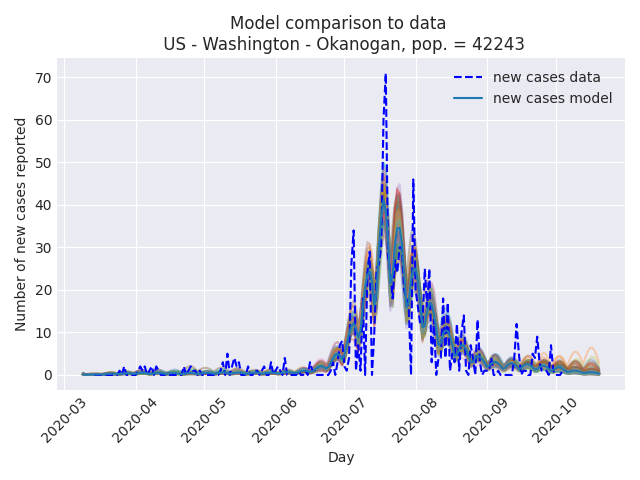 Model comparison to data
US - Washington - Okanogan, pop. = 42243
new cases data
new cases model
Number of new cases reported
70
60
50
40
30
20
10
0
2020-03
2020-04
2020-05
2020-06
2020-07
2020-08
2020-09
2020-10
Day